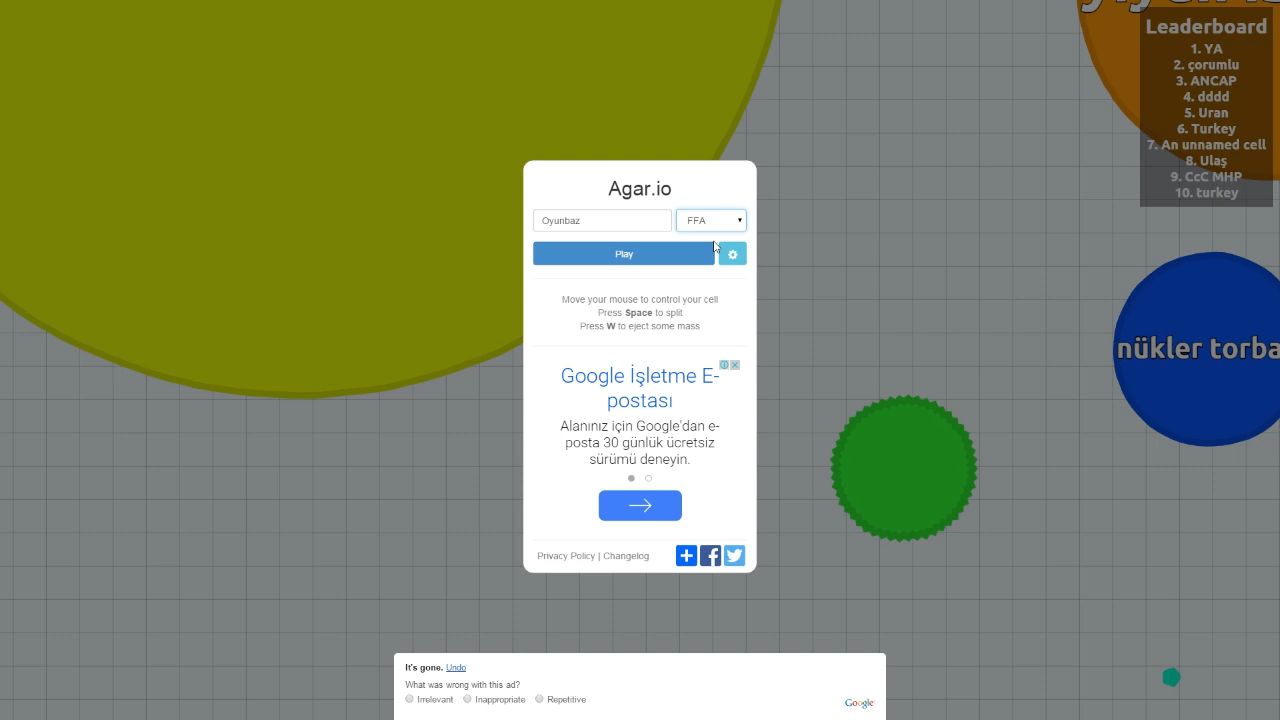 Leaderboard
1. YA
2. çorumlu
3. ANCAP
4. dddd
5. Uran
6. Turkey
7. An unnamed cell
8. Ulaş
9. CcC MHP
10. turkey
Agar.io
Oyunbaz
FFA
Play
Move your mouse to control your cell
Press Space to split
Press W to eject some mass
Google İşletme E-
postası
Alanınız için Google'dan e-
posta 30 günlük ücretsiz
sürümü deneyin.
Privacy Policy | Changelog
nükler torba
It's gone. Undo
What was wrong with this ad?
Irrelevant Inappropriate Repetitive
Google